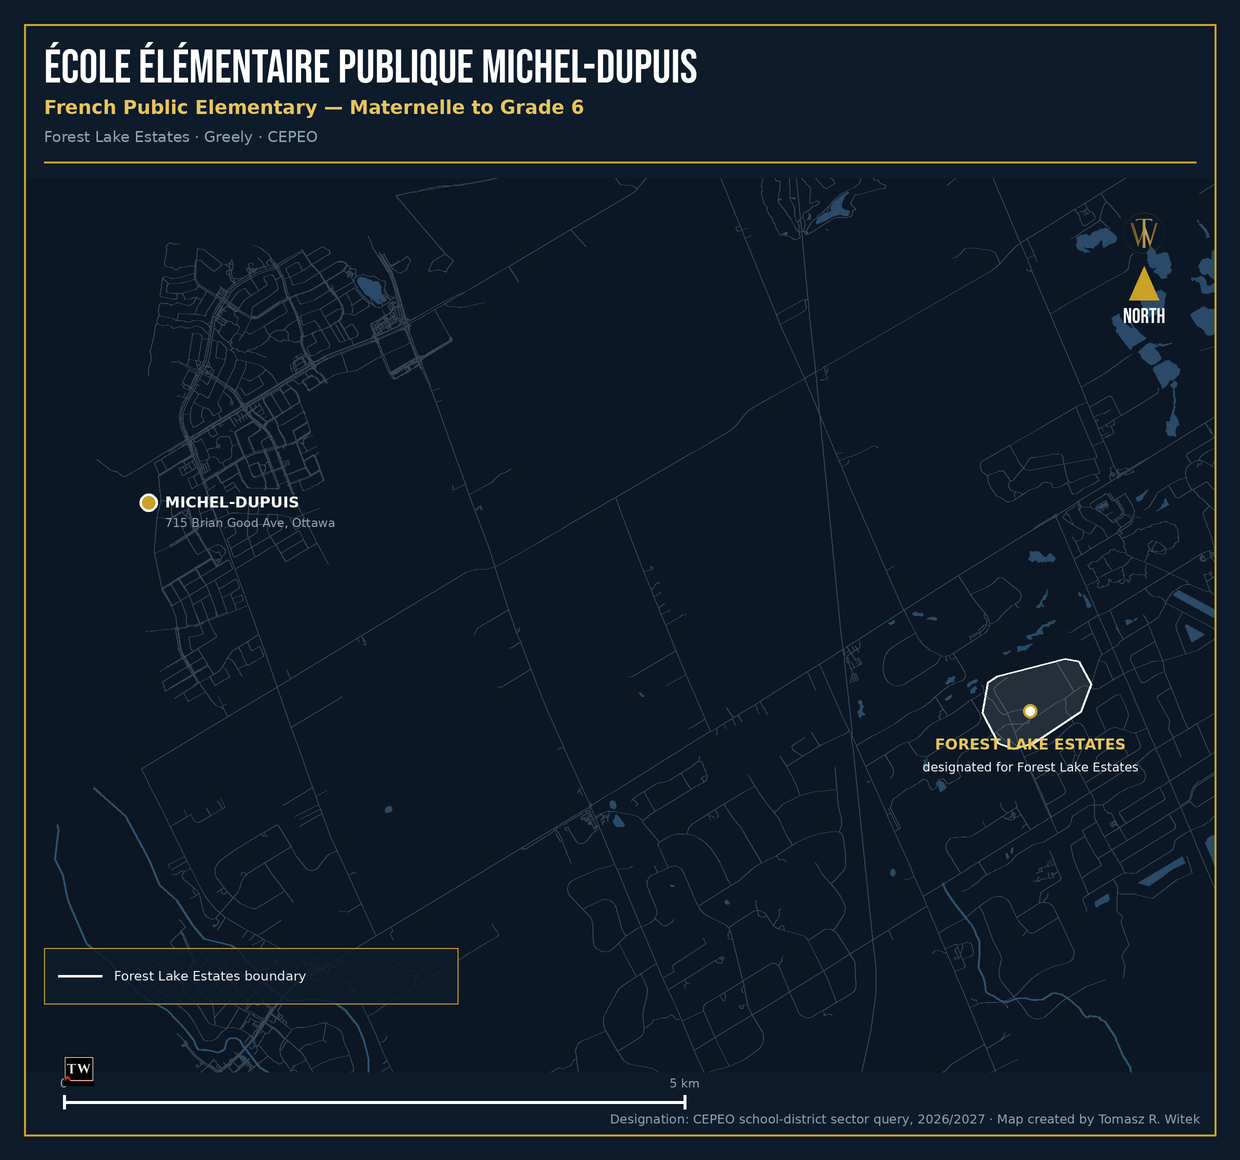 ÉCOLE ÉLÉMENTAIRE PUBLIQUE MICHEL-DUPUIS
French Public Elementary — Maternelle to Grade 6
Forest Lake Estates · Greely · CEPEO
TW
NORTH
MICHEL-DUPUIS
715 Brian Good Ave, Ottawa
FOREST LAKE ESTATES
designated for Forest Lake Estates
Forest Lake Estates boundary
TW
0
5 km
Designation: CEPEO school-district sector query, 2026/2027 · Map created by Tomasz R. Witek